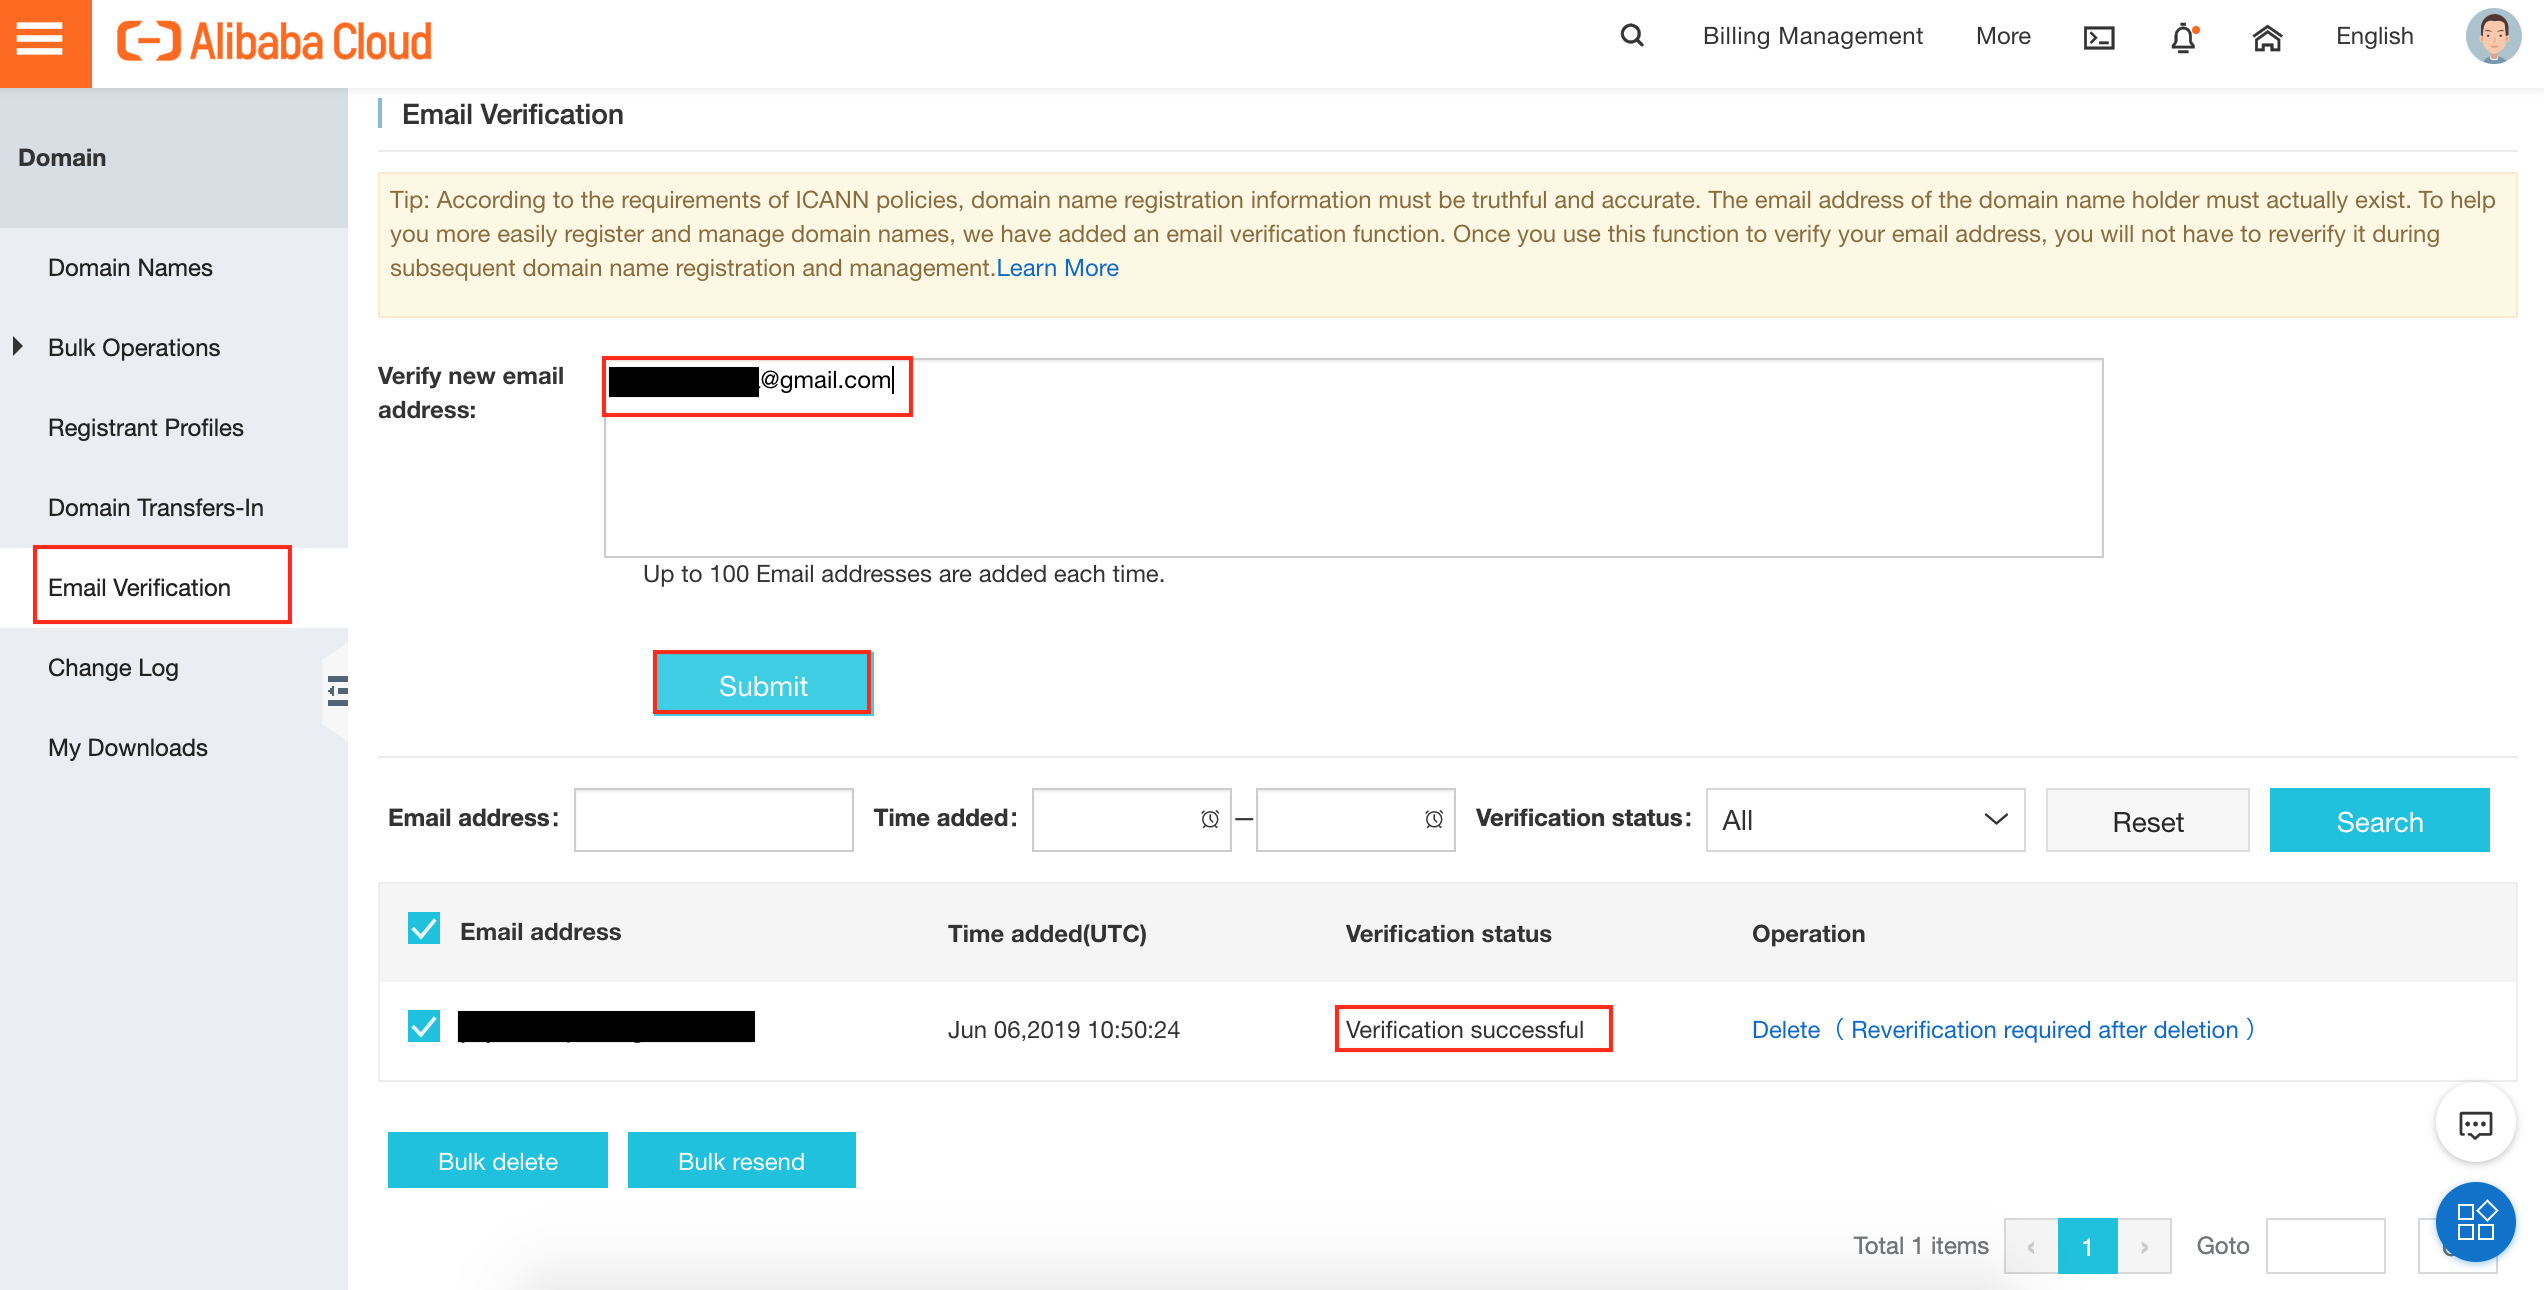 Alibaba Cloud
Billing Management
More
English
Domain
Domain Names
Bulk Operations
Registrant Profiles
Domain Transfers-In
Email Verification
Change Log
My Downloads
Email Verification
Tip: According to the requirements of ICANN policies, domain name registration information must be truthful and accurate. The email address of the domain name holder must actually exist. To help
you more easily register and manage domain names, we have added an email verification function. Once you use this function to verify your email address, you will not have to reverify it during
subsequent domain name registration and management.Learn More
Verify new email
address:
@gmail.com
Up to 100 Email addresses are added each time.
Submit
Email address:
Time added:
–
Verification status:
All
Reset
Search
Email address
Time added(UTC)
Verification status
Operation
Jun 06,2019 10:50:24
Verification successful
Delete ( Reverification required after deletion )
Bulk delete
Bulk resend
Total 1 items
‹
1
›
Goto